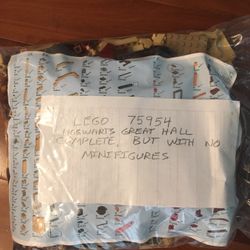 LEGO 75954
HOGWARTS GREAT HALL
COMPLETE, BUT WITH NO
MINIFIGURES